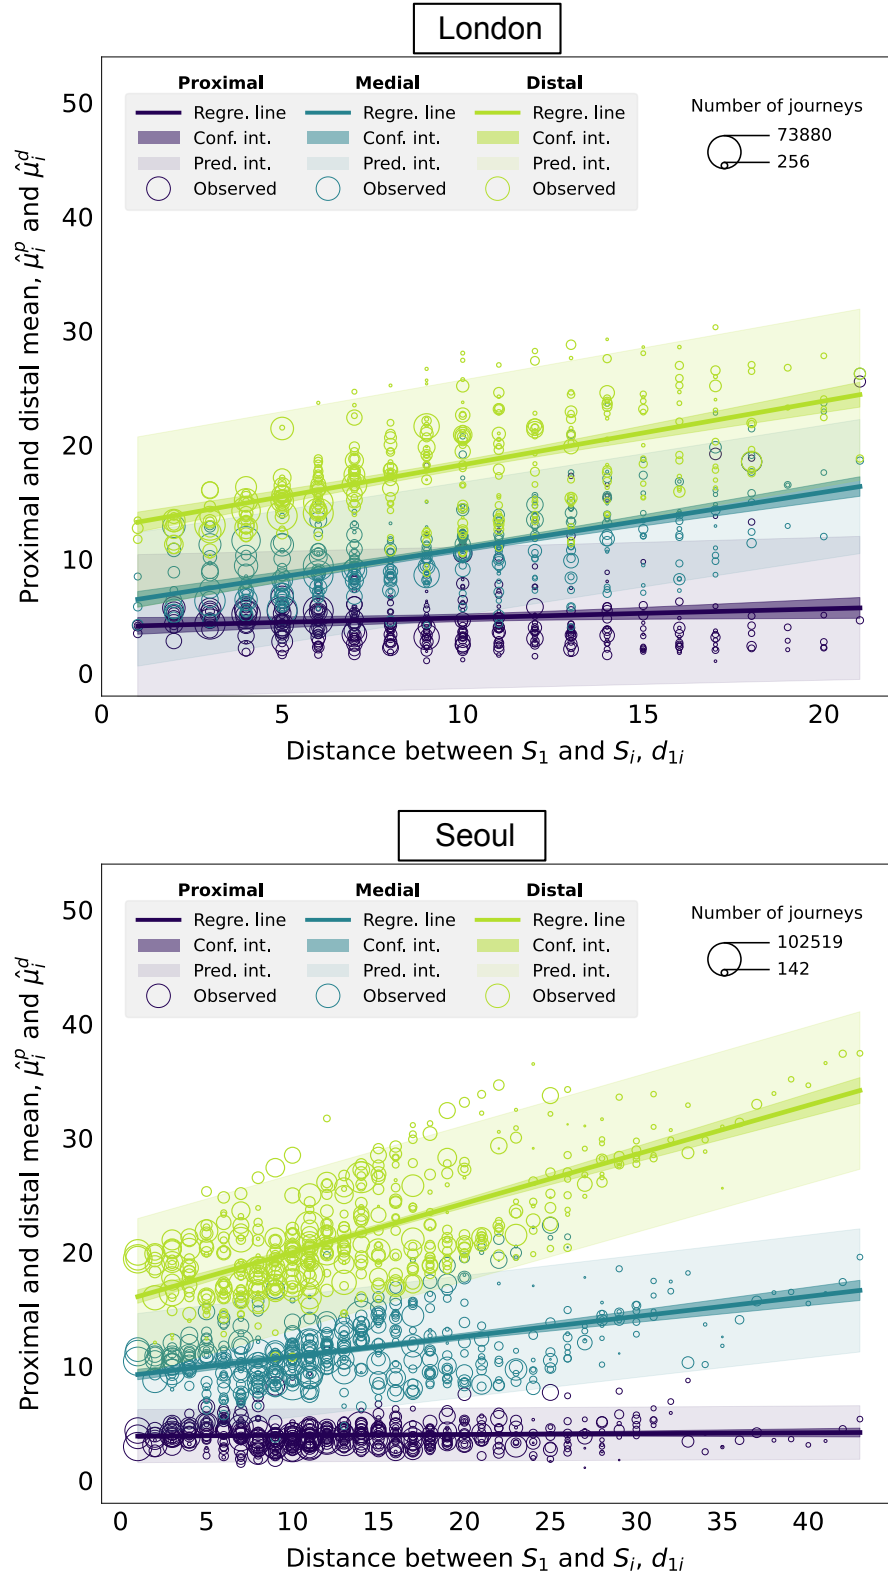 London
Proximal Medial Distal
Regre. line Regre. line Regre. line
Conf. int. Conf. int. Conf. int.
Pred. int. Pred. int. Pred. int.
Observed Observed Observed
Number of journeys
73880
256
50
40
30
20
10
0
Proximal and distal mean, μ̂ᵢᵖ and μ̂ᵢᵈ
0 5 10 15 20
Distance between S₁ and Sᵢ, d₁ᵢ
Seoul
Proximal Medial Distal
Regre. line Regre. line Regre. line
Conf. int. Conf. int. Conf. int.
Pred. int. Pred. int. Pred. int.
Observed Observed Observed
Number of journeys
102519
142
50
40
30
20
10
0
Proximal and distal mean, μ̂ᵢᵖ and μ̂ᵢᵈ
0 5 10 15 20 25 30 35 40
Distance between S₁ and Sᵢ, d₁ᵢ